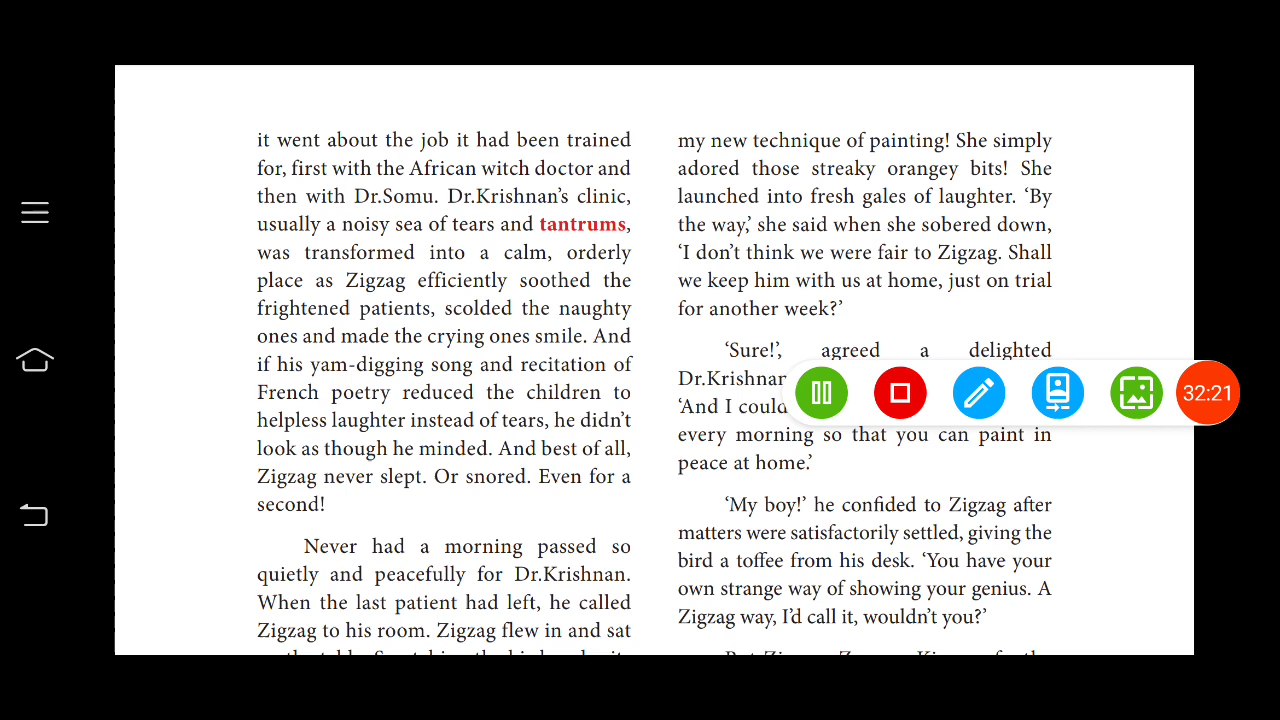 it went about the job it had been trained
for, first with the African witch doctor and
then with Dr.Somu. Dr.Krishnan’s clinic,
usually a noisy sea of tears and tantrums,
was transformed into a calm, orderly
place as Zigzag efficiently soothed the
frightened patients, scolded the naughty
ones and made the crying ones smile. And
if his yam-digging song and recitation of
French poetry reduced the children to
helpless laughter instead of tears, he didn’t
look as though he minded. And best of all,
Zigzag never slept. Or snored. Even for a
second!
Never had a morning passed so
quietly and peacefully for Dr.Krishnan.
When the last patient had left, he called
Zigzag to his room. Zigzag flew in and sat
my new technique of painting! She simply
adored those streaky orangey bits! She
launched into fresh gales of laughter. ‘By
the way,’ she said when she sobered down,
‘I don’t think we were fair to Zigzag. Shall
we keep him with us at home, just on trial
for another week?’
‘Sure!’, agreed a delighted
Dr.Krishnan
‘And I could
every morning so that you can paint in
peace at home.’
‘My boy!’ he confided to Zigzag after
matters were satisfactorily settled, giving the
bird a toffee from his desk. ‘You have your
own strange way of showing your genius. A
Zigzag way, I’d call it, wouldn’t you?’
32:21